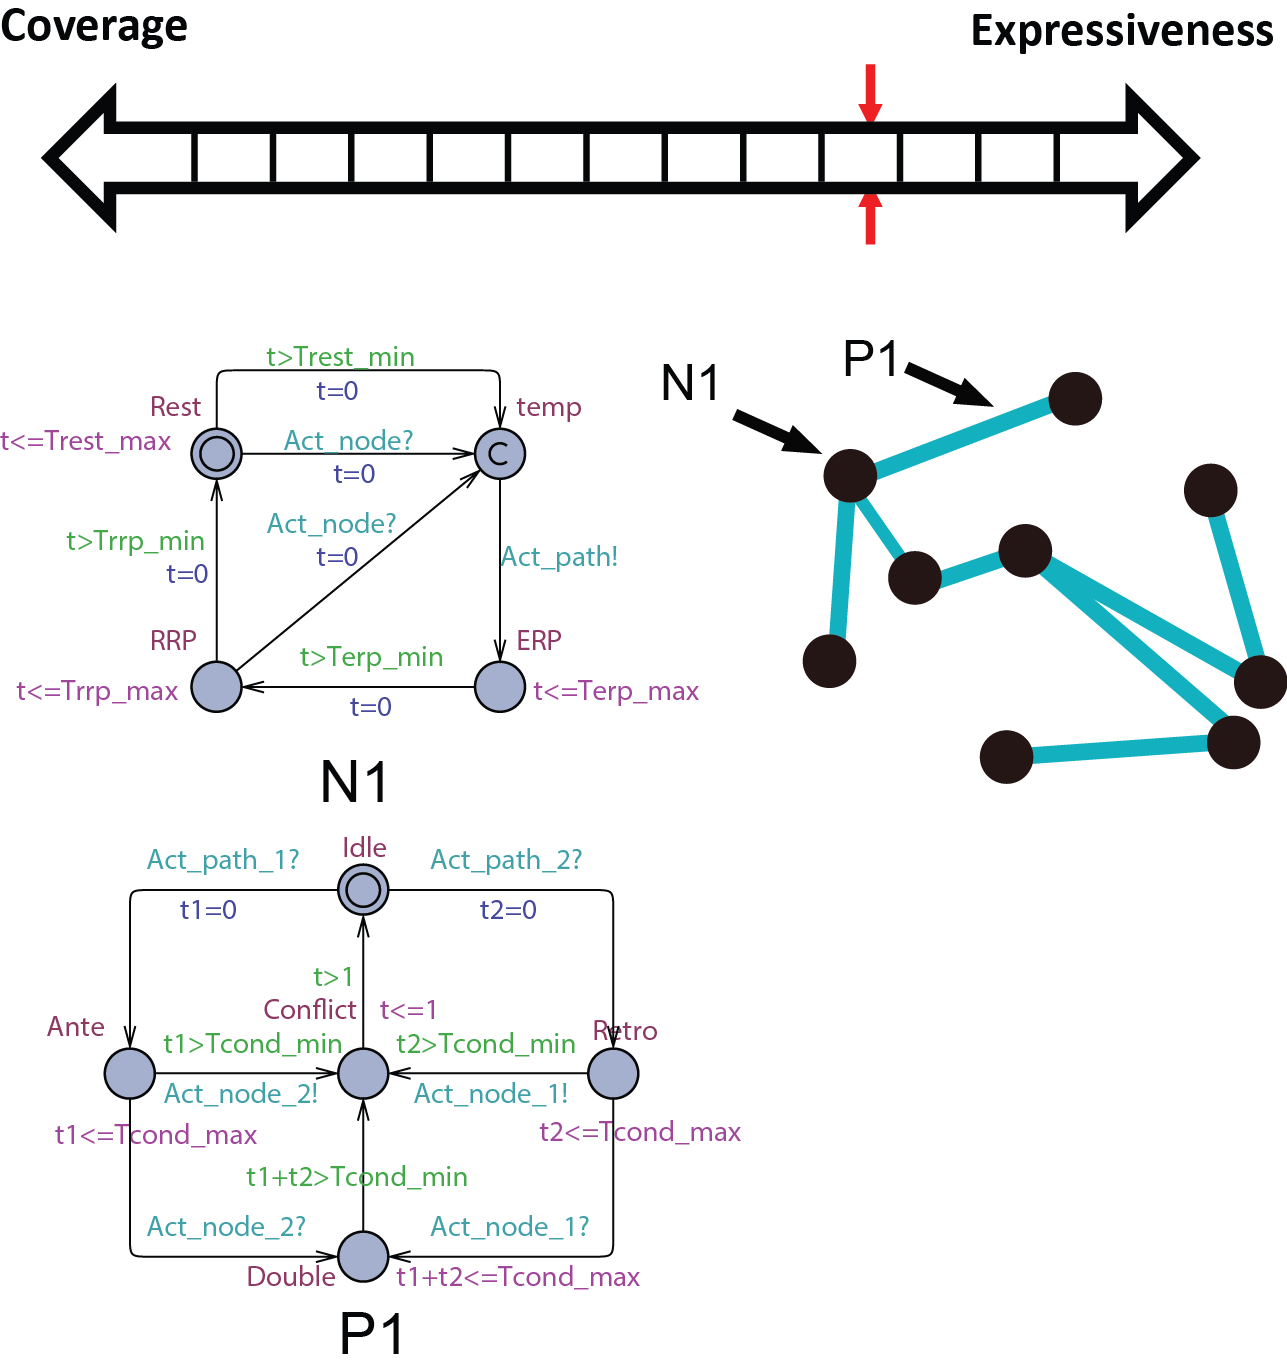 Coverage
Expressiveness
t>Trest_min
t=0
Rest
temp
t<=Trest_max
Act_node?
t=0
C
Act_node?
t=0
t>Trrp_min
t=0
Act_path!
RRP
ERP
t>Terp_min
t<=Trrp_max
t<=Terp_max
t=0
N1
N1
P1
Idle
Act_path_1?
Act_path_2?
t1=0
t2=0
t>1
Conflict
t<=1
Ante
Retro
t1>Tcond_min
t2>Tcond_min
Act_node_2!
Act_node_1!
t1<=Tcond_max
t2<=Tcond_max
t1+t2>Tcond_min
Act_node_2?
Act_node_1?
Double
t1+t2<=Tcond_max
P1